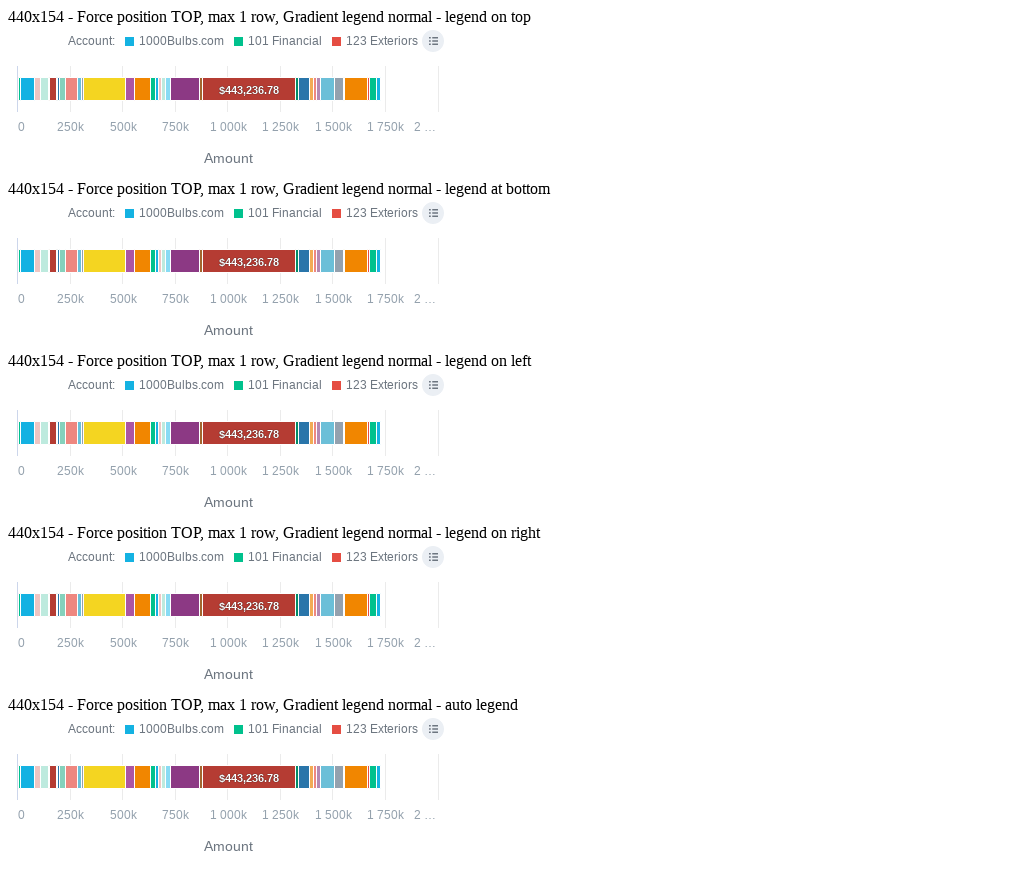 440x154 - Force position TOP, max 1 row, Gradient legend normal - legend on top
Account: 1000Bulbs.com 101 Financial 123 Exteriors
$443,236.78
0 250k 500k 750k 1 000k 1 250k 1 500k 1 750k 2 ...
Amount
440x154 - Force position TOP, max 1 row, Gradient legend normal - legend at bottom
Account: 1000Bulbs.com 101 Financial 123 Exteriors
$443,236.78
0 250k 500k 750k 1 000k 1 250k 1 500k 1 750k 2 ...
Amount
440x154 - Force position TOP, max 1 row, Gradient legend normal - legend on left
Account: 1000Bulbs.com 101 Financial 123 Exteriors
$443,236.78
0 250k 500k 750k 1 000k 1 250k 1 500k 1 750k 2 ...
Amount
440x154 - Force position TOP, max 1 row, Gradient legend normal - legend on right
Account: 1000Bulbs.com 101 Financial 123 Exteriors
$443,236.78
0 250k 500k 750k 1 000k 1 250k 1 500k 1 750k 2 ...
Amount
440x154 - Force position TOP, max 1 row, Gradient legend normal - auto legend
Account: 1000Bulbs.com 101 Financial 123 Exteriors
$443,236.78
0 250k 500k 750k 1 000k 1 250k 1 500k 1 750k 2 ...
Amount